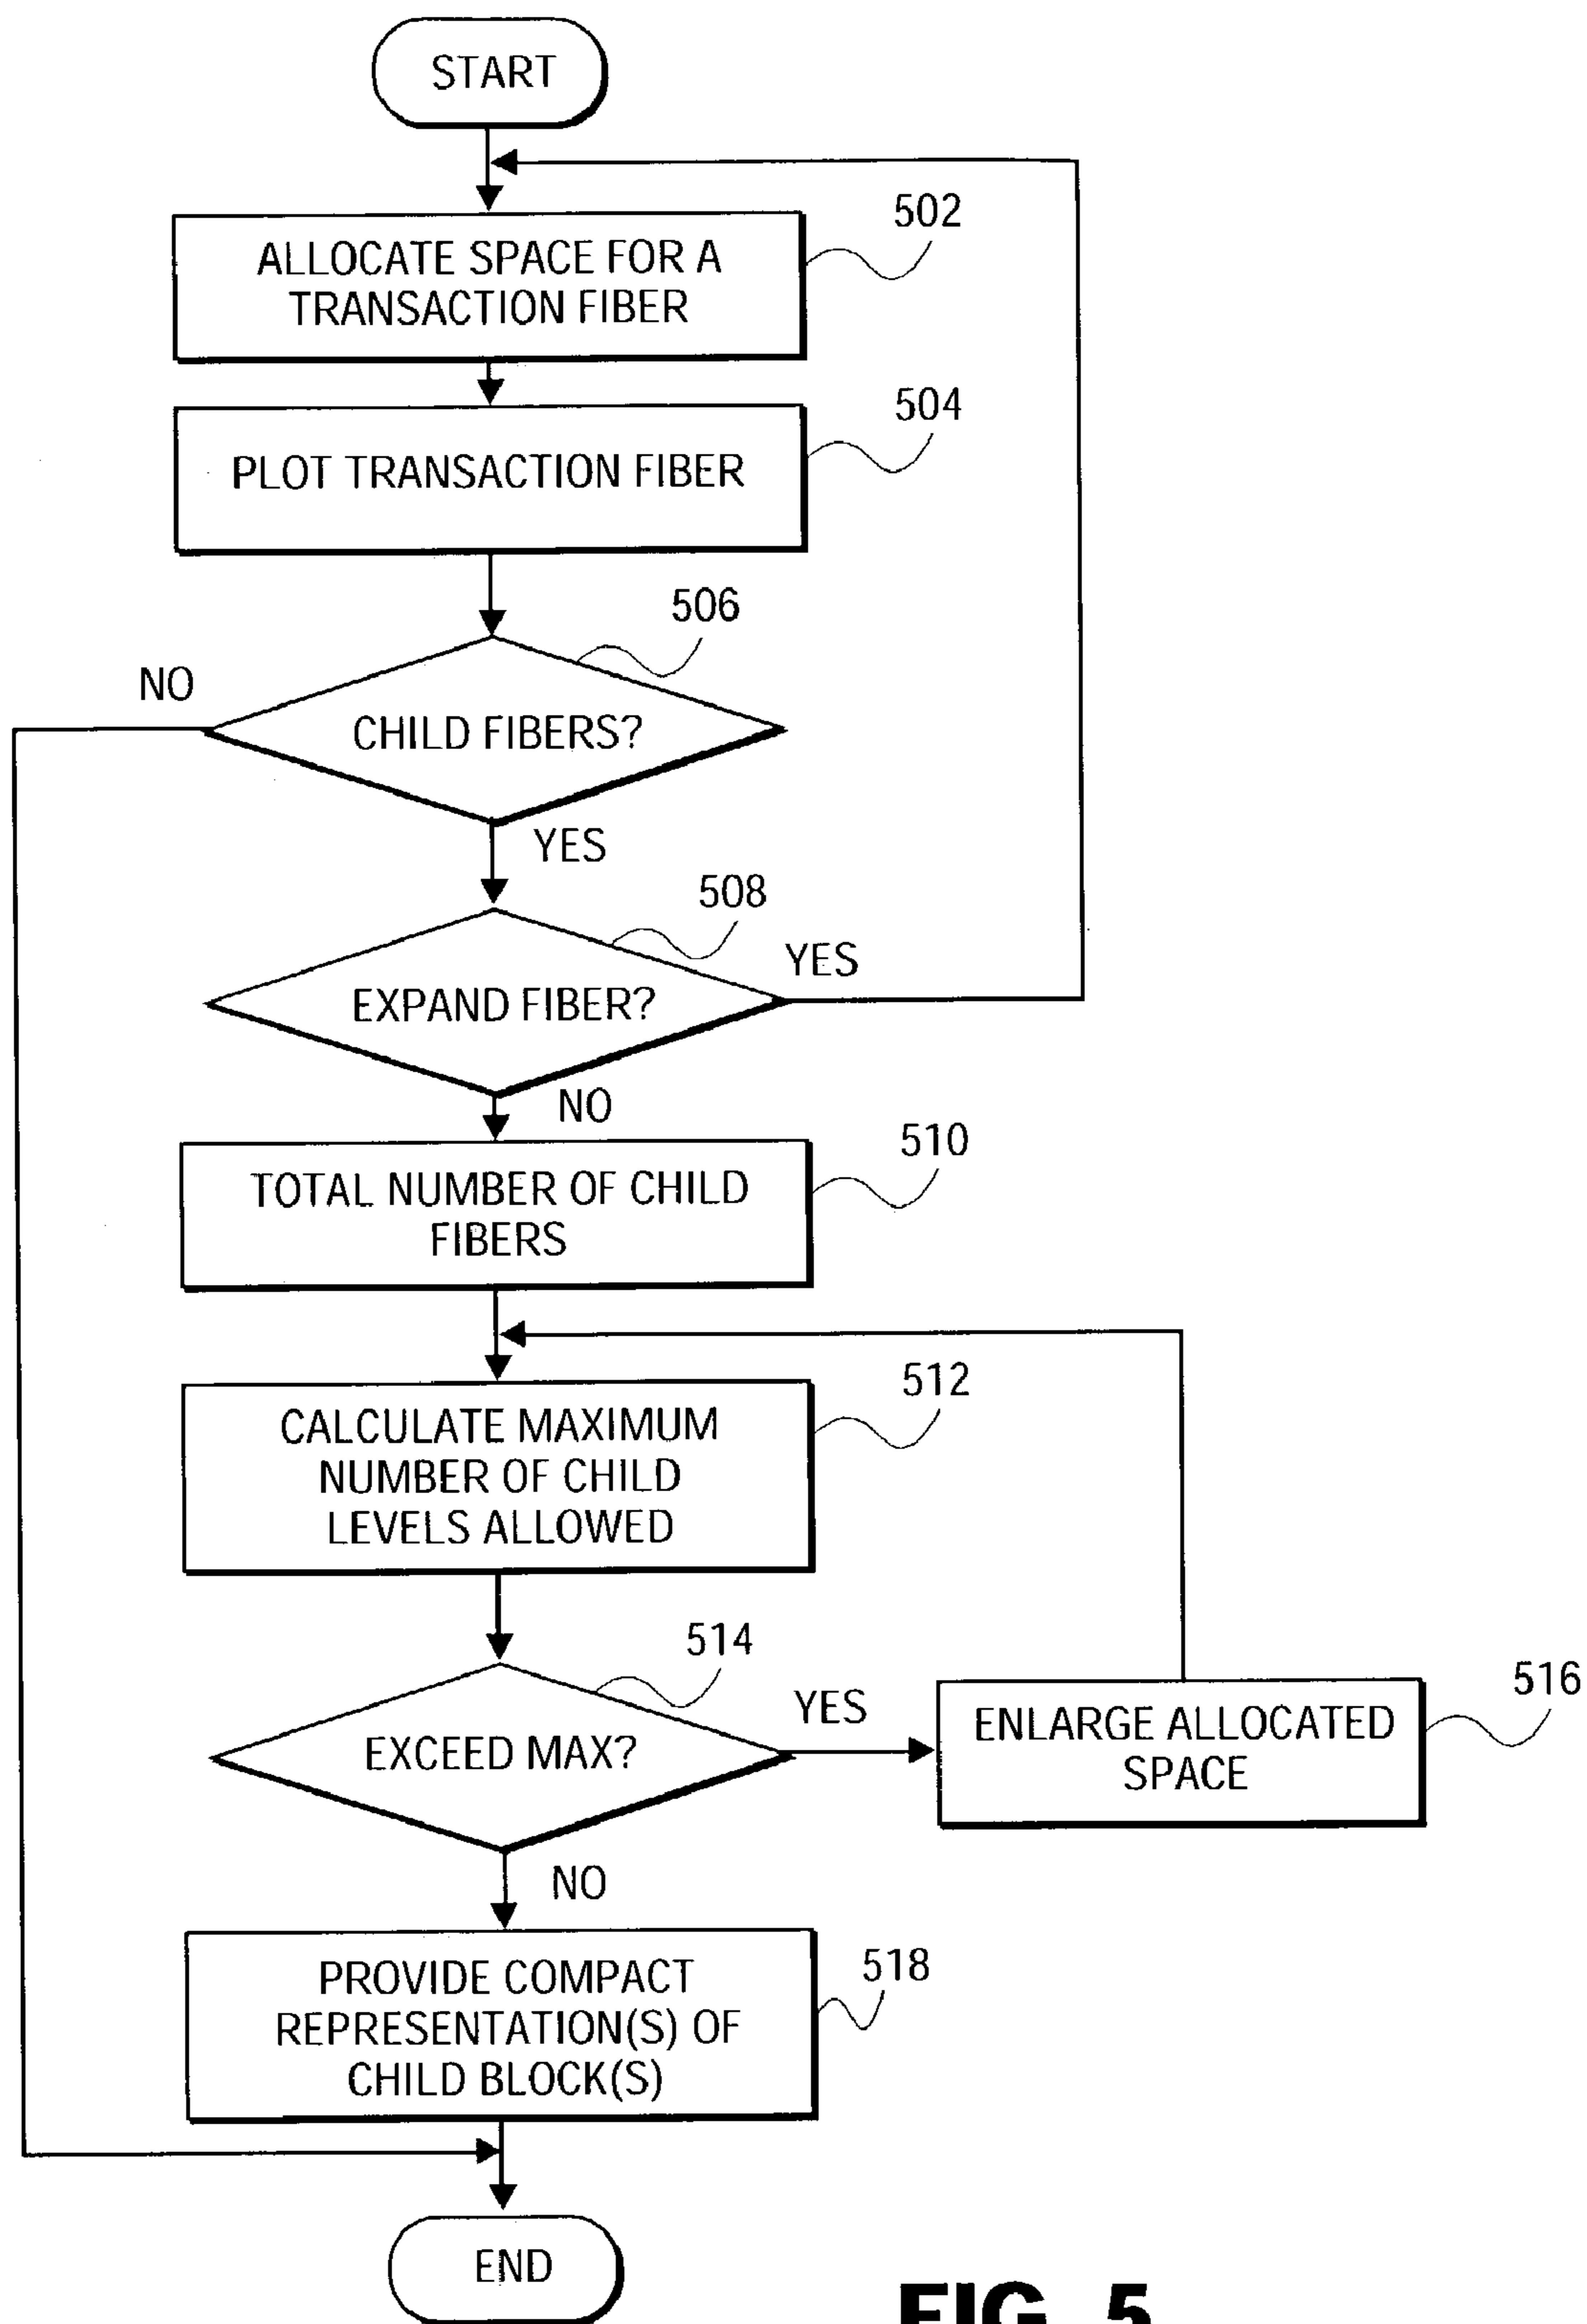 START
502
ALLOCATE SPACE FOR A
TRANSACTION FIBER
504
PLOT TRANSACTION FIBER
506
NO
CHILD FIBERS?
YES
508
YES
EXPAND FIBER?
NO
510
TOTAL NUMBER OF CHILD
FIBERS
512
CALCULATE MAXIMUM
NUMBER OF CHILD
LEVELS ALLOWED
514
YES
516
EXCEED MAX?
ENLARGE ALLOCATED
SPACE
NO
518
PROVIDE COMPACT
REPRESENTATION(S) OF
CHILD BLOCK(S)
END
FIG. 5